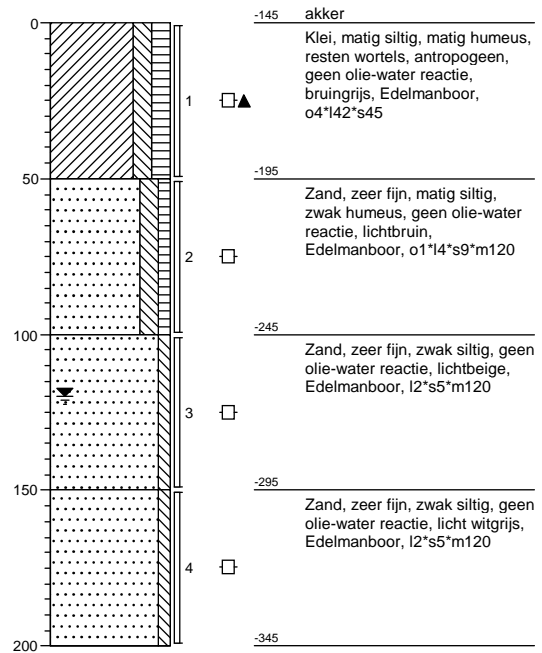 0
-145 akker
Klei, matig siltig, matig humeus,
resten wortels, antropogeen,
geen olie-water reactie,
bruingrijs, Edelmanboor,
o4*l42*s45
1
50
-195
Zand, zeer fijn, matig siltig,
zwak humeus, geen olie-water
reactie, lichtbruin,
Edelmanboor, o1*l4*s9*m120
2
100
-245
Zand, zeer fijn, zwak siltig, geen
olie-water reactie, lichtbeige,
Edelmanboor, l2*s5*m120
3
150
-295
Zand, zeer fijn, zwak siltig, geen
olie-water reactie, licht witgrijs,
Edelmanboor, l2*s5*m120
4
200
-345